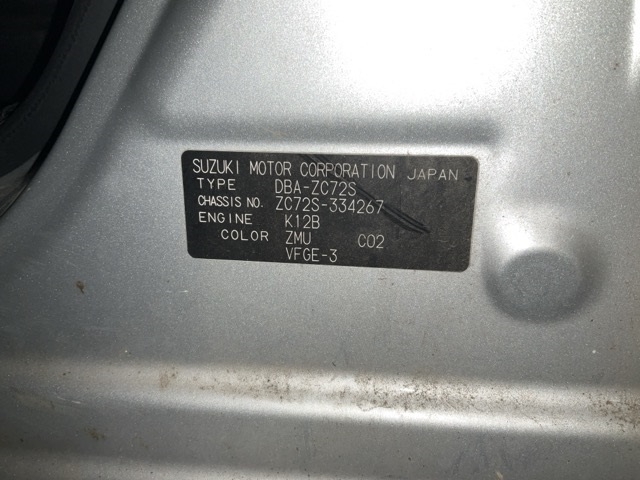 SUZUKI MOTOR CORPORATION JAPAN
TYPE DBA-ZC72S
CHASSIS NO. ZC72S-334267
ENGINE K12B
COLOR ZMU C02
VFGE-3